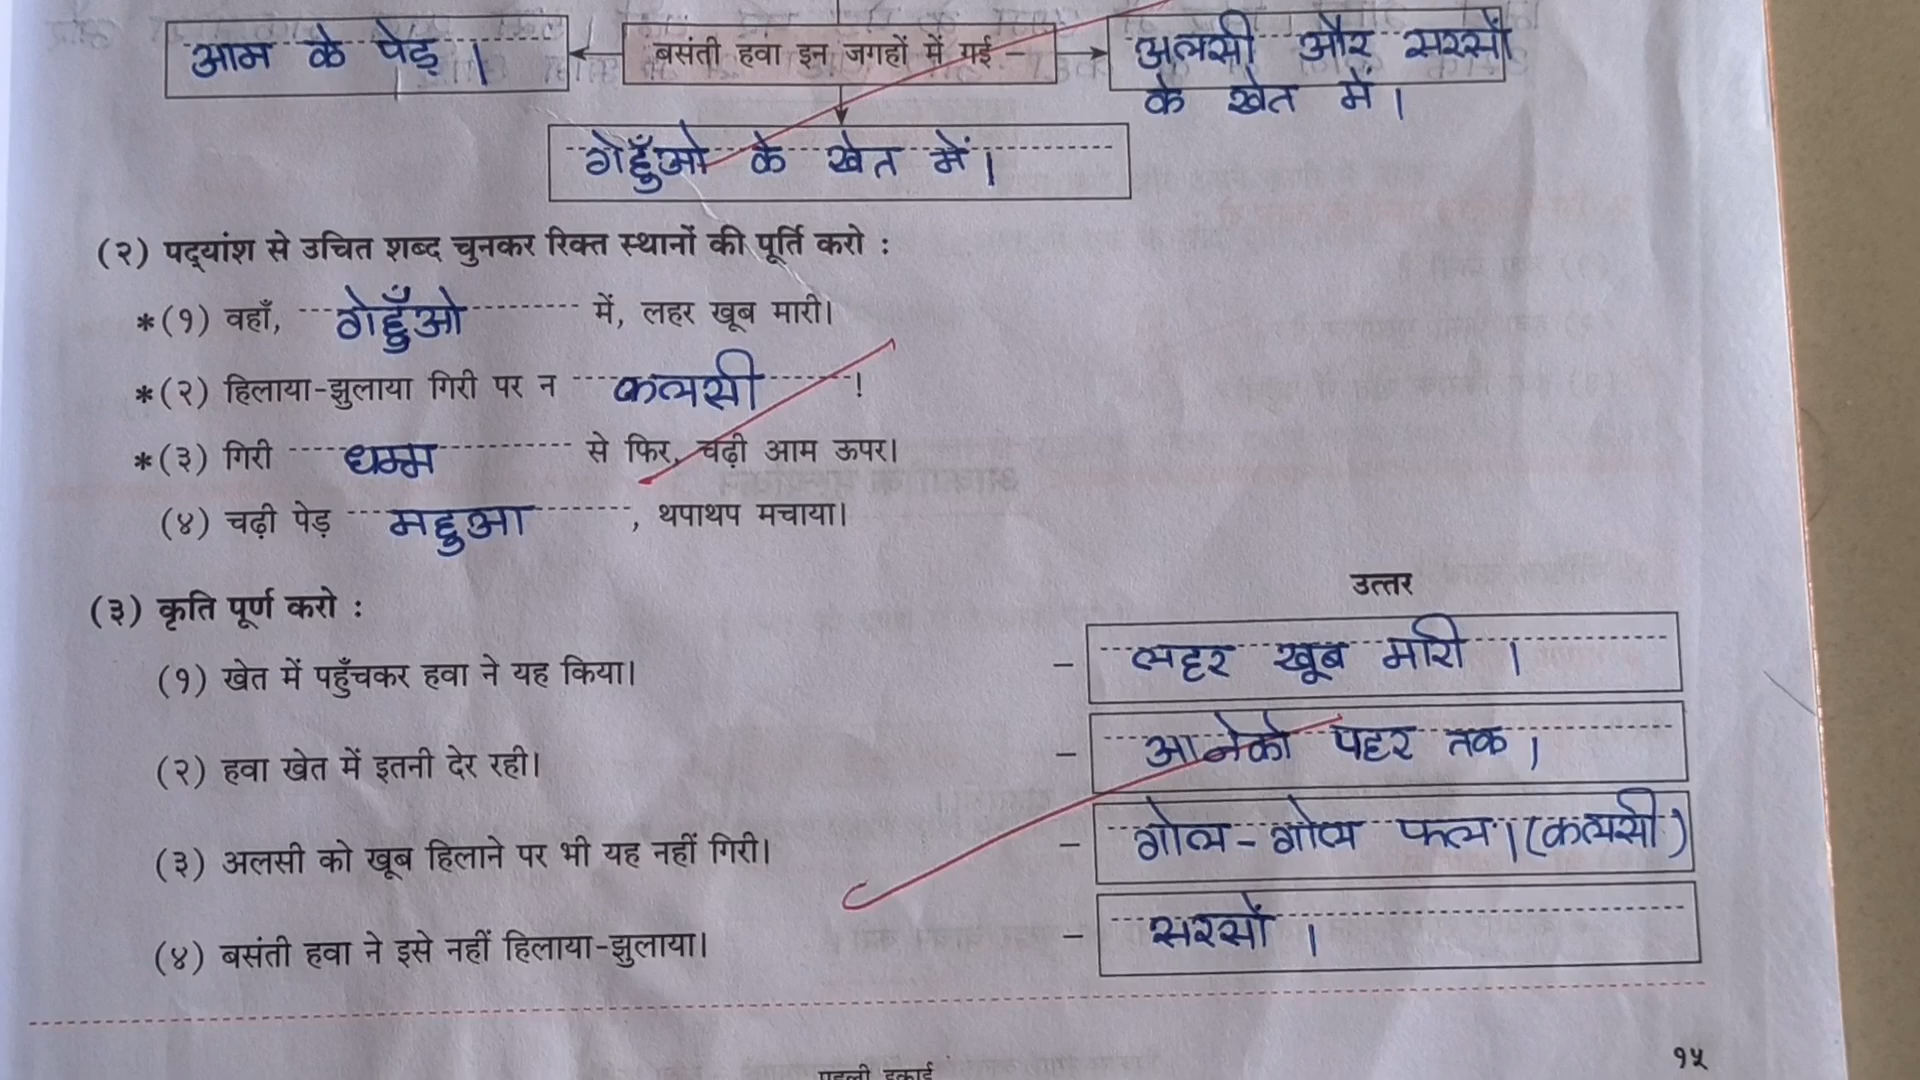 आम के पेड़ ।
बसंती हवा इन जगहों में गई –
अलसी और सरसों
के खेत में।
गेहुँओ के खेत में।
(२) पद्यांश से उचित शब्द चुनकर रिक्त स्थानों की पूर्ति करो :
*(१) वहाँ, गेहुँओ में, लहर खूब मारी।
*(२) हिलाया-झुलाया गिरी पर न कलसी !
*(३) गिरी धम्म से फिर, चढ़ी आम ऊपर।
(४) चढ़ी पेड़ महुआ , थपाथप मचाया।
(३) कृति पूर्ण करो :
उत्तर
(१) खेत में पहुँचकर हवा ने यह किया। – लहर खूब मारी ।
(२) हवा खेत में इतनी देर रही। – आनेको पहर तक ।
(३) अलसी को खूब हिलाने पर भी यह नहीं गिरी। – गोल-गोल फल।(कलसी)
(४) बसंती हवा ने इसे नहीं हिलाया-झुलाया। – सरसों ।
१५
पहली इकाई